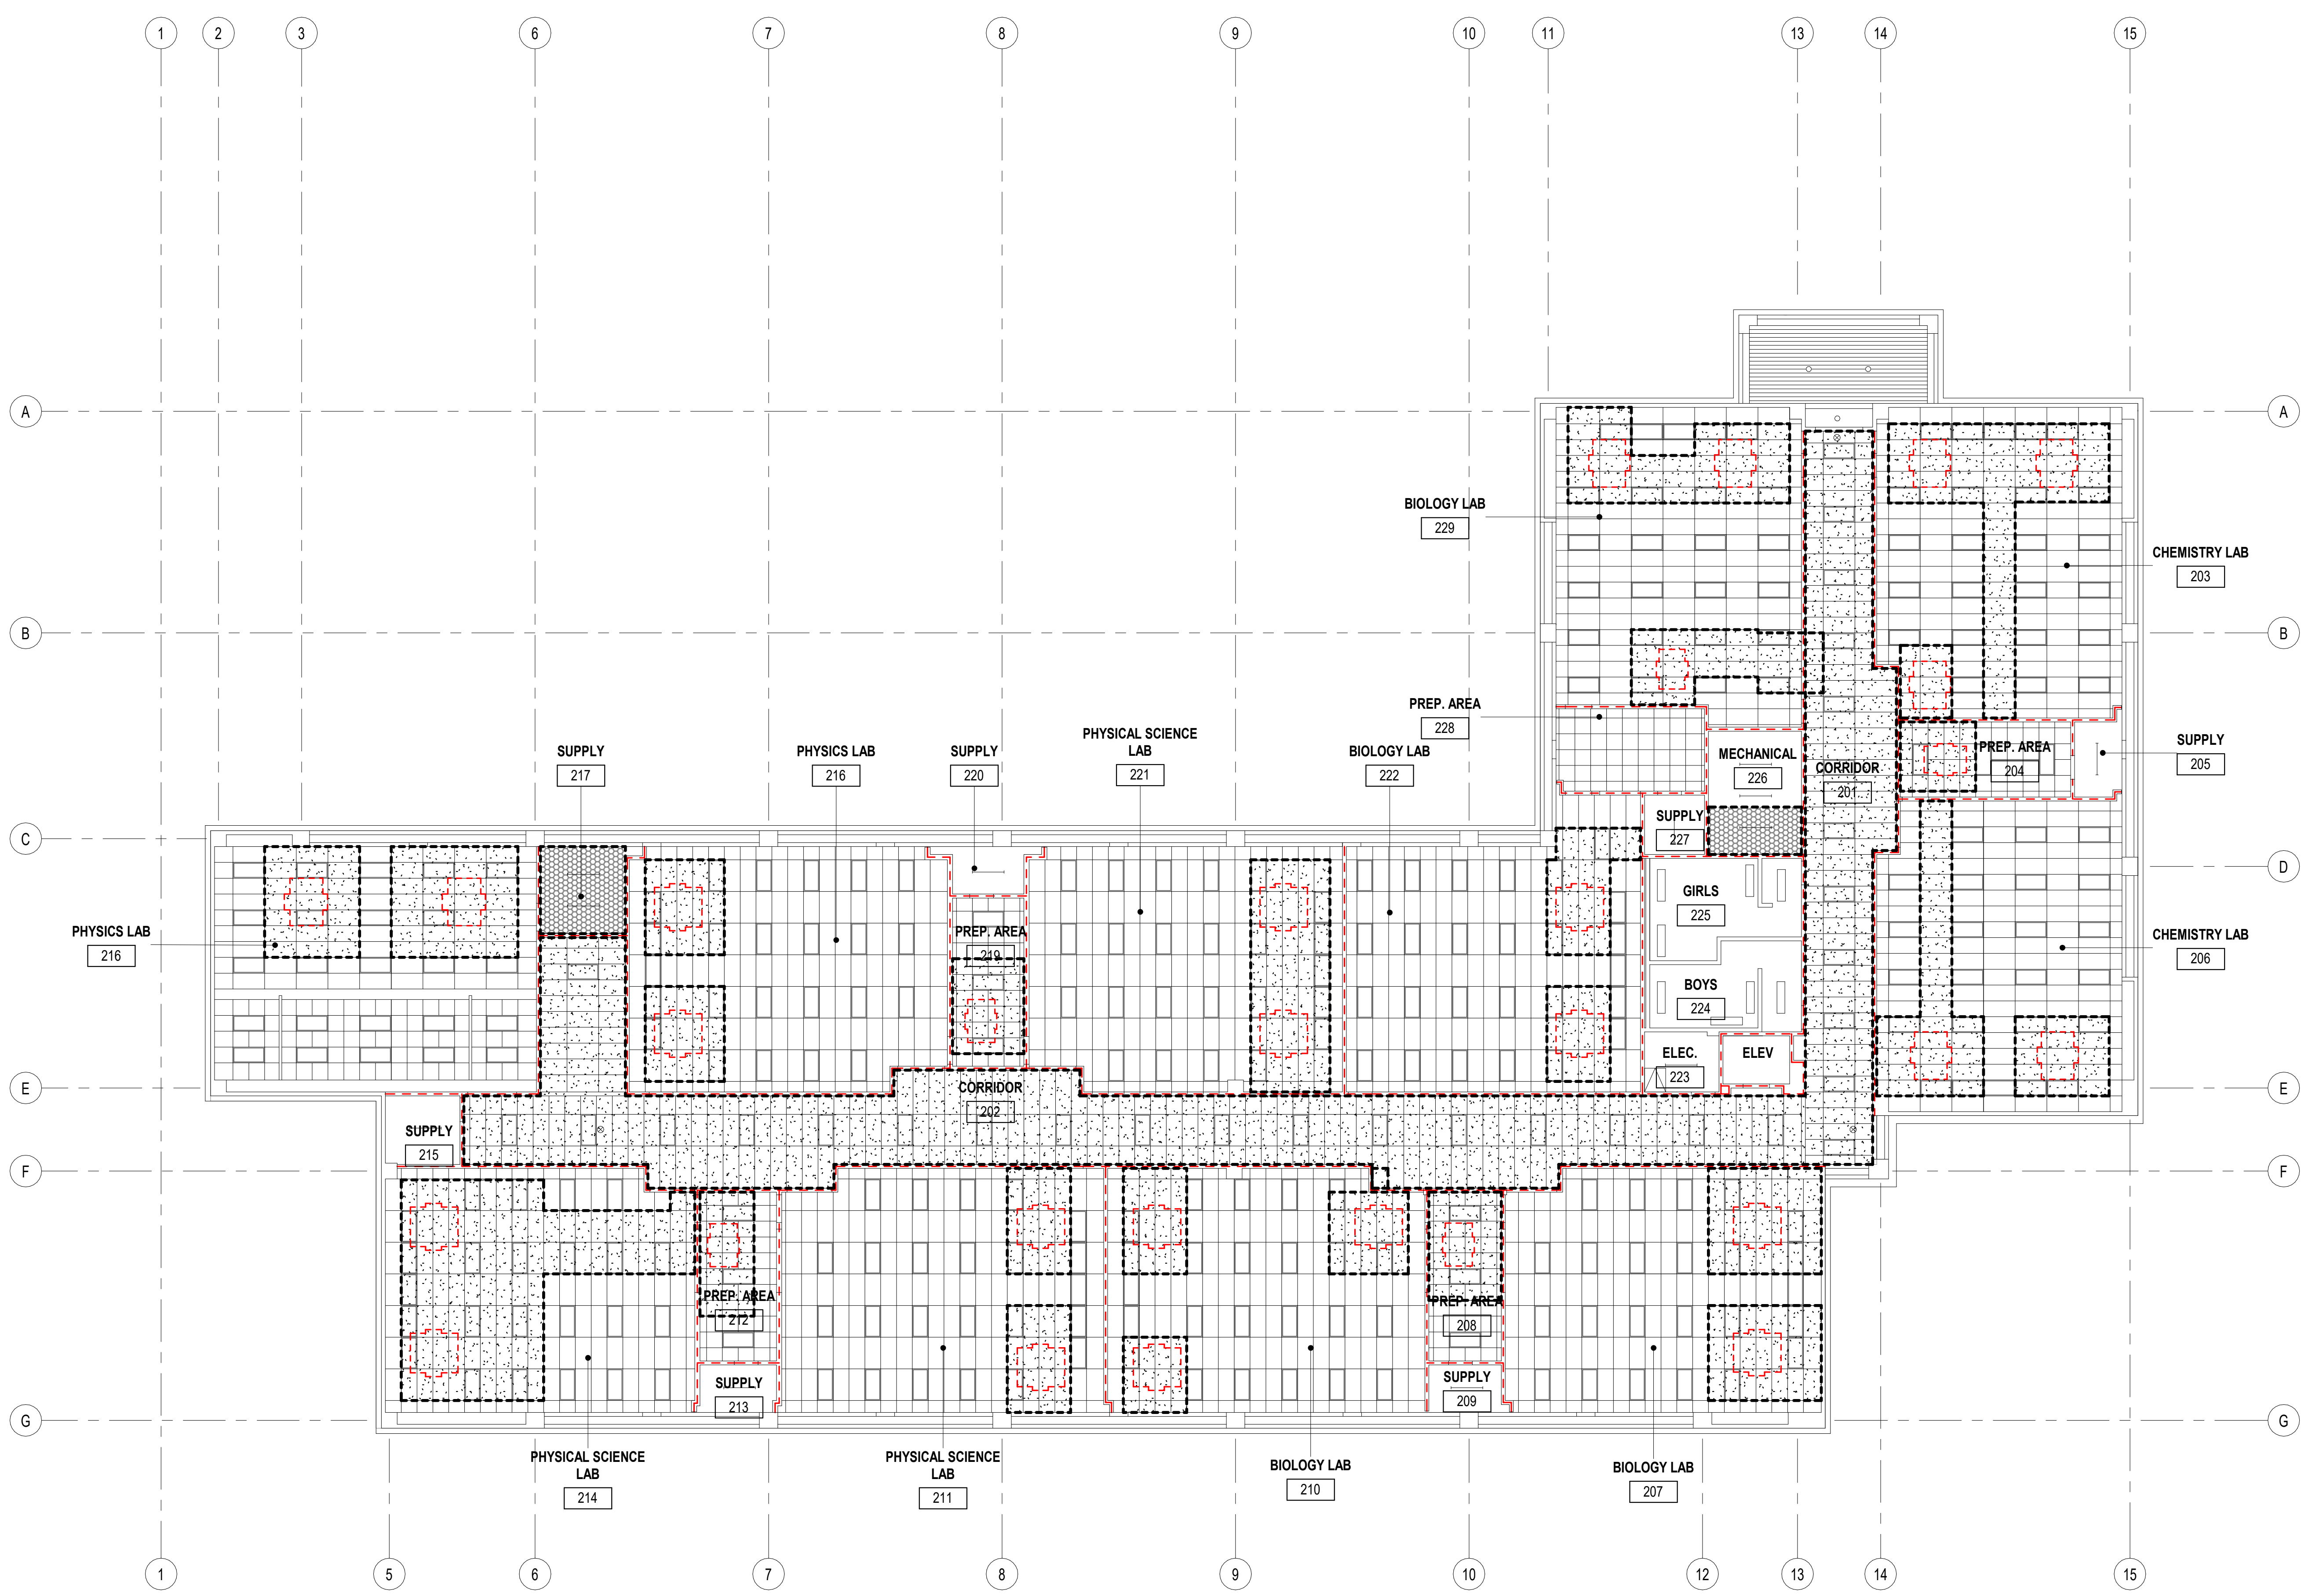 1
2
3
6
7
8
9
10
11
13
14
15
A
A
BIOLOGY LAB
229
CHEMISTRY LAB
203
B
B
PREP. AREA
228
PHYSICAL SCIENCE
LAB
221
SUPPLY
217
PHYSICS LAB
216
SUPPLY
220
BIOLOGY LAB
222
MECHANICAL
226
CORRIDOR
201
PREP. AREA
204
SUPPLY
205
SUPPLY
227
C
D
GIRLS
225
PHYSICS LAB
216
PREP. AREA
219
CHEMISTRY LAB
206
BOYS
224
ELEC.
223
ELEV
E
E
CORRIDOR
202
SUPPLY
215
F
F
PREP. AREA
212
PREP. AREA
208
SUPPLY
213
SUPPLY
209
G
G
PHYSICAL SCIENCE
LAB
214
PHYSICAL SCIENCE
LAB
211
BIOLOGY LAB
210
BIOLOGY LAB
207
1
5
6
7
8
9
10
12
13
14
15